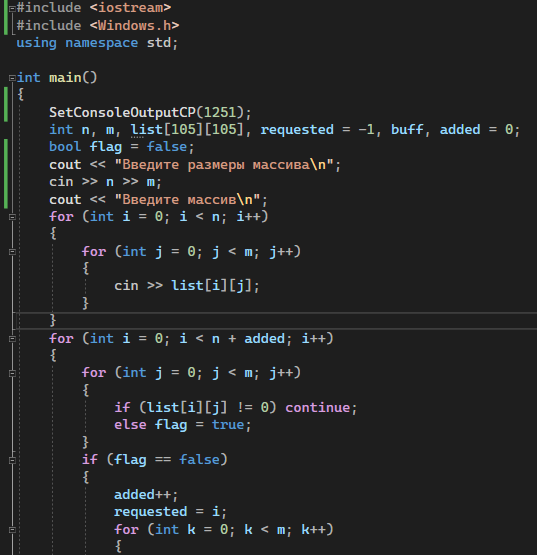 #include <iostream>
#include <Windows.h>
using namespace std;
int main()
{
SetConsoleOutputCP(1251);
int n, m, list[105][105], requested = -1, buff, added = 0;
bool flag = false;
cout << "Введите размеры массива\n";
cin >> n >> m;
cout << "Введите массив\n";
for (int i = 0; i < n; i++)
{
for (int j = 0; j < m; j++)
{
cin >> list[i][j];
}
}
for (int i = 0; i < n + added; i++)
{
for (int j = 0; j < m; j++)
{
if (list[i][j] != 0) continue;
else flag = true;
}
if (flag == false)
{
added++;
requested = i;
for (int k = 0; k < m; k++)
{